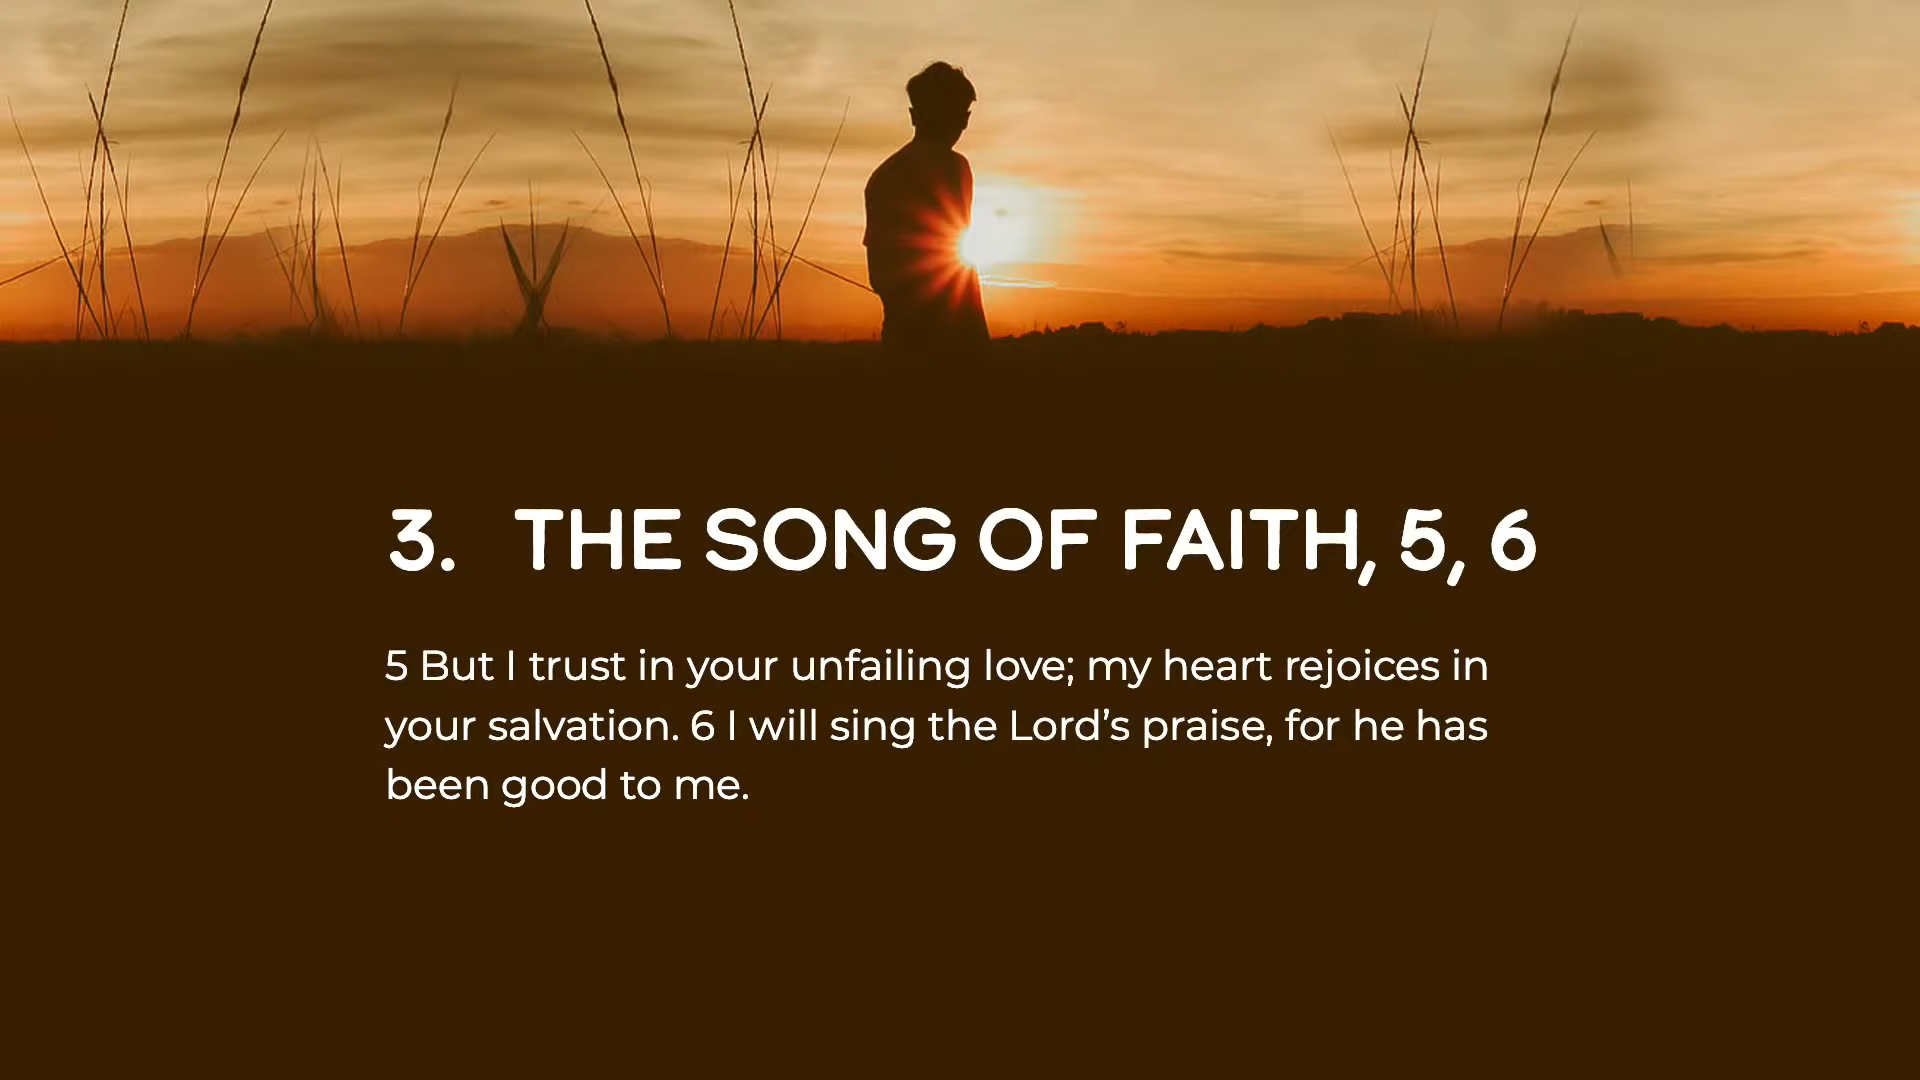 3. THE SONG OF FAITH, 5, 6
5 But I trust in your unfailing love; my heart rejoices in
your salvation. 6 I will sing the Lord’s praise, for he has
been good to me.